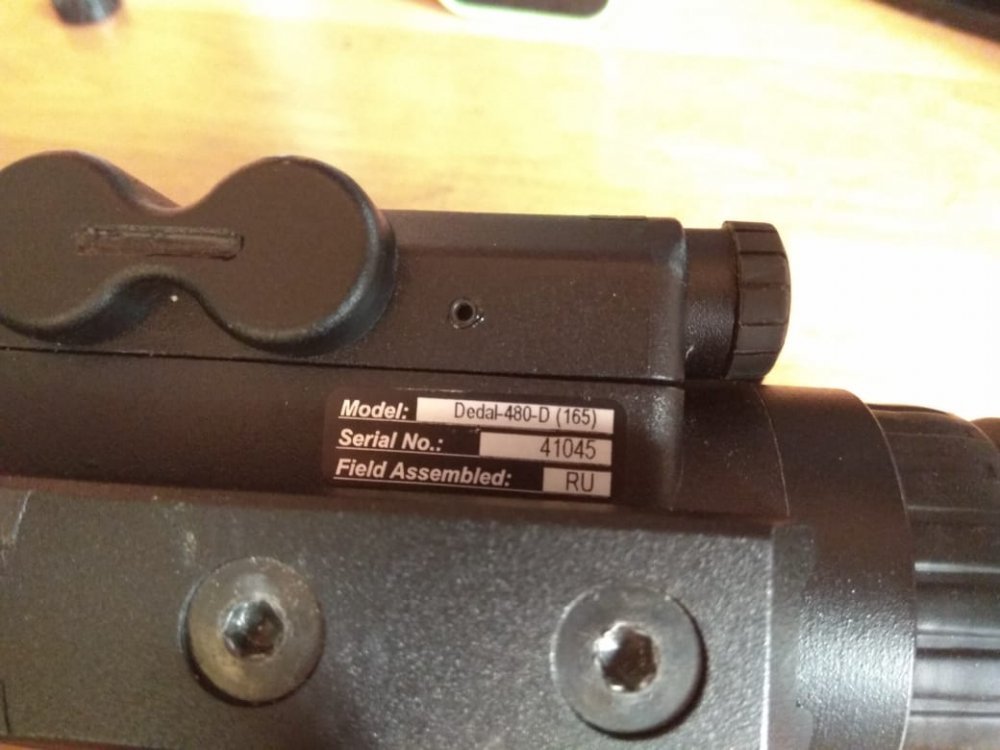 Model: Dedal-480-D (165)
Serial No.: 41045
Field Assembled: RU